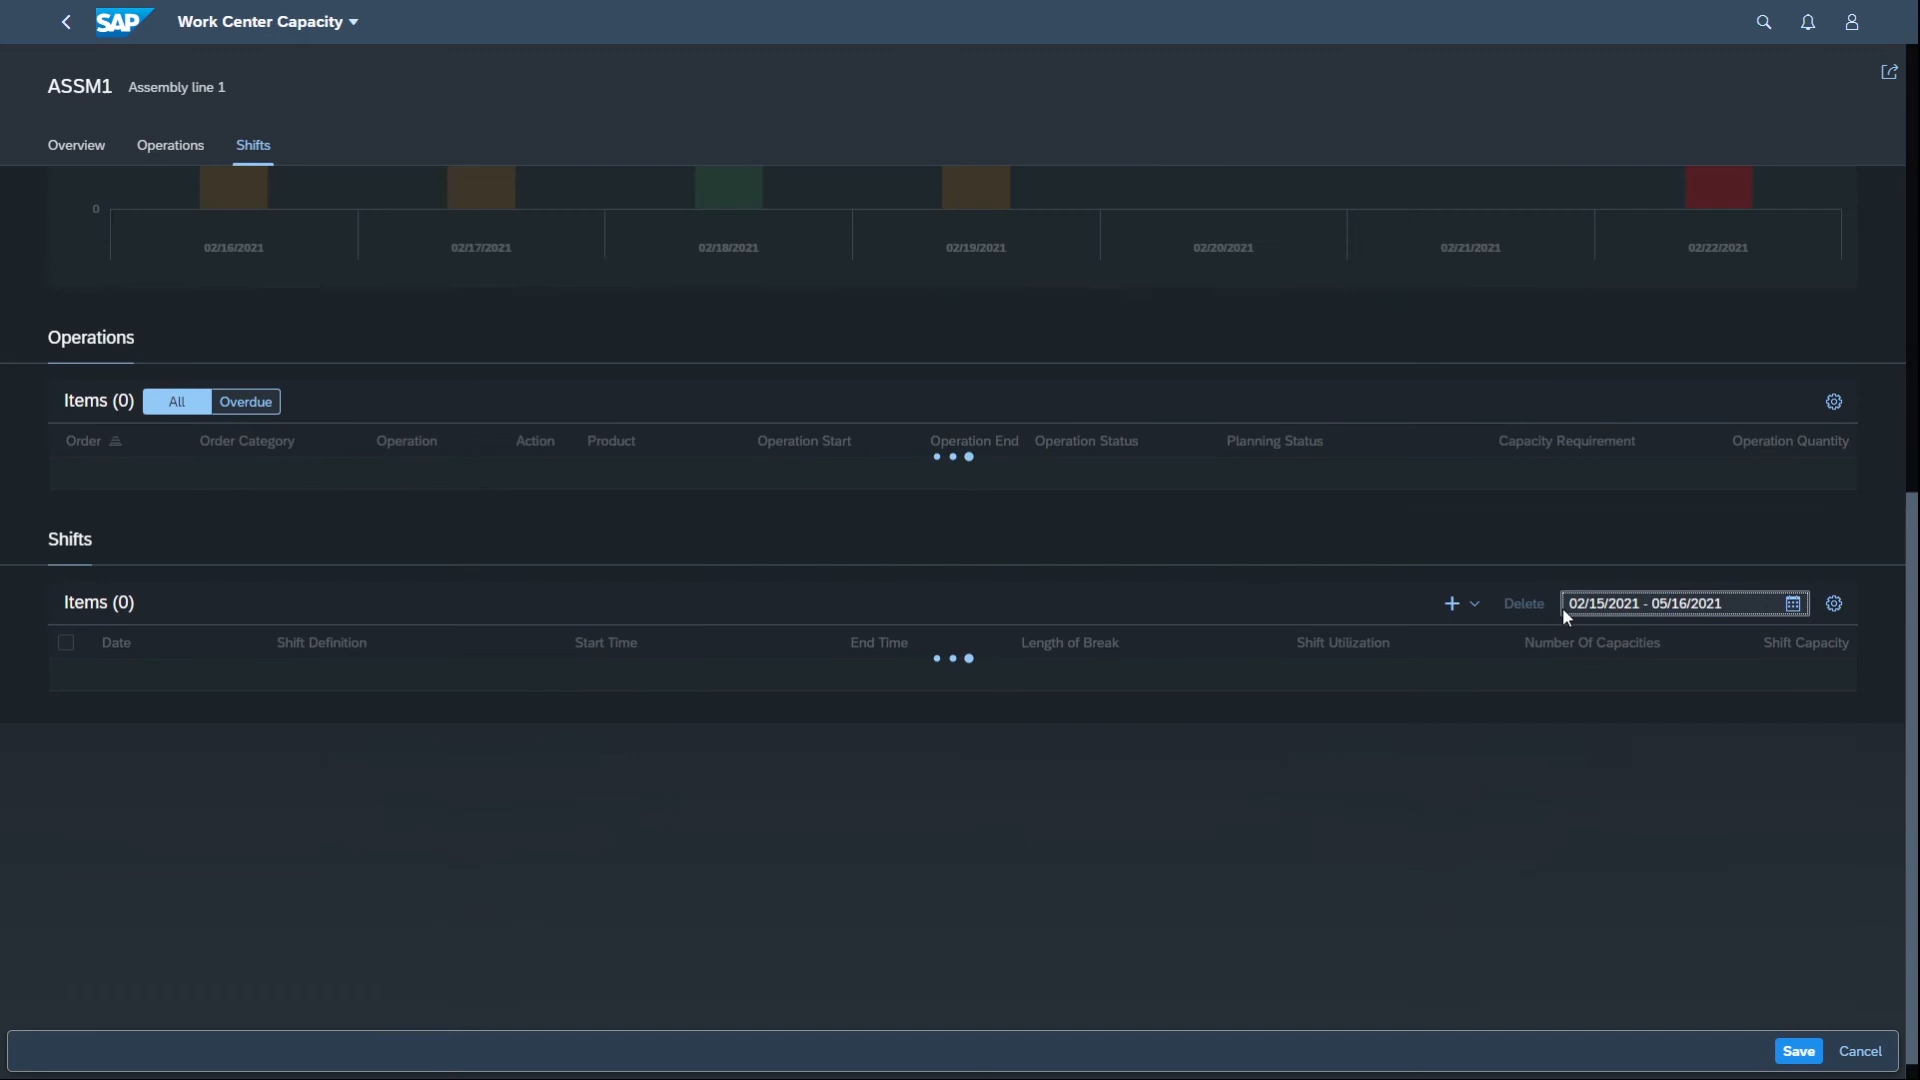 SAP Work Center Capacity
ASSM1 Assembly line 1
Overview Operations Shifts
0
02/16/2021 02/17/2021 02/18/2021 02/19/2021 02/20/2021 02/21/2021 02/22/2021
Operations
Items (0) All Overdue
Order Order Category Operation Action Product Operation Start Operation End Operation Status Planning Status Capacity Requirement Operation Quantity
Shifts
Items (0) Delete 02/15/2021 - 05/16/2021
Date Shift Definition Start Time End Time Length of Break Shift Utilization Number Of Capacities Shift Capacity
Save Cancel